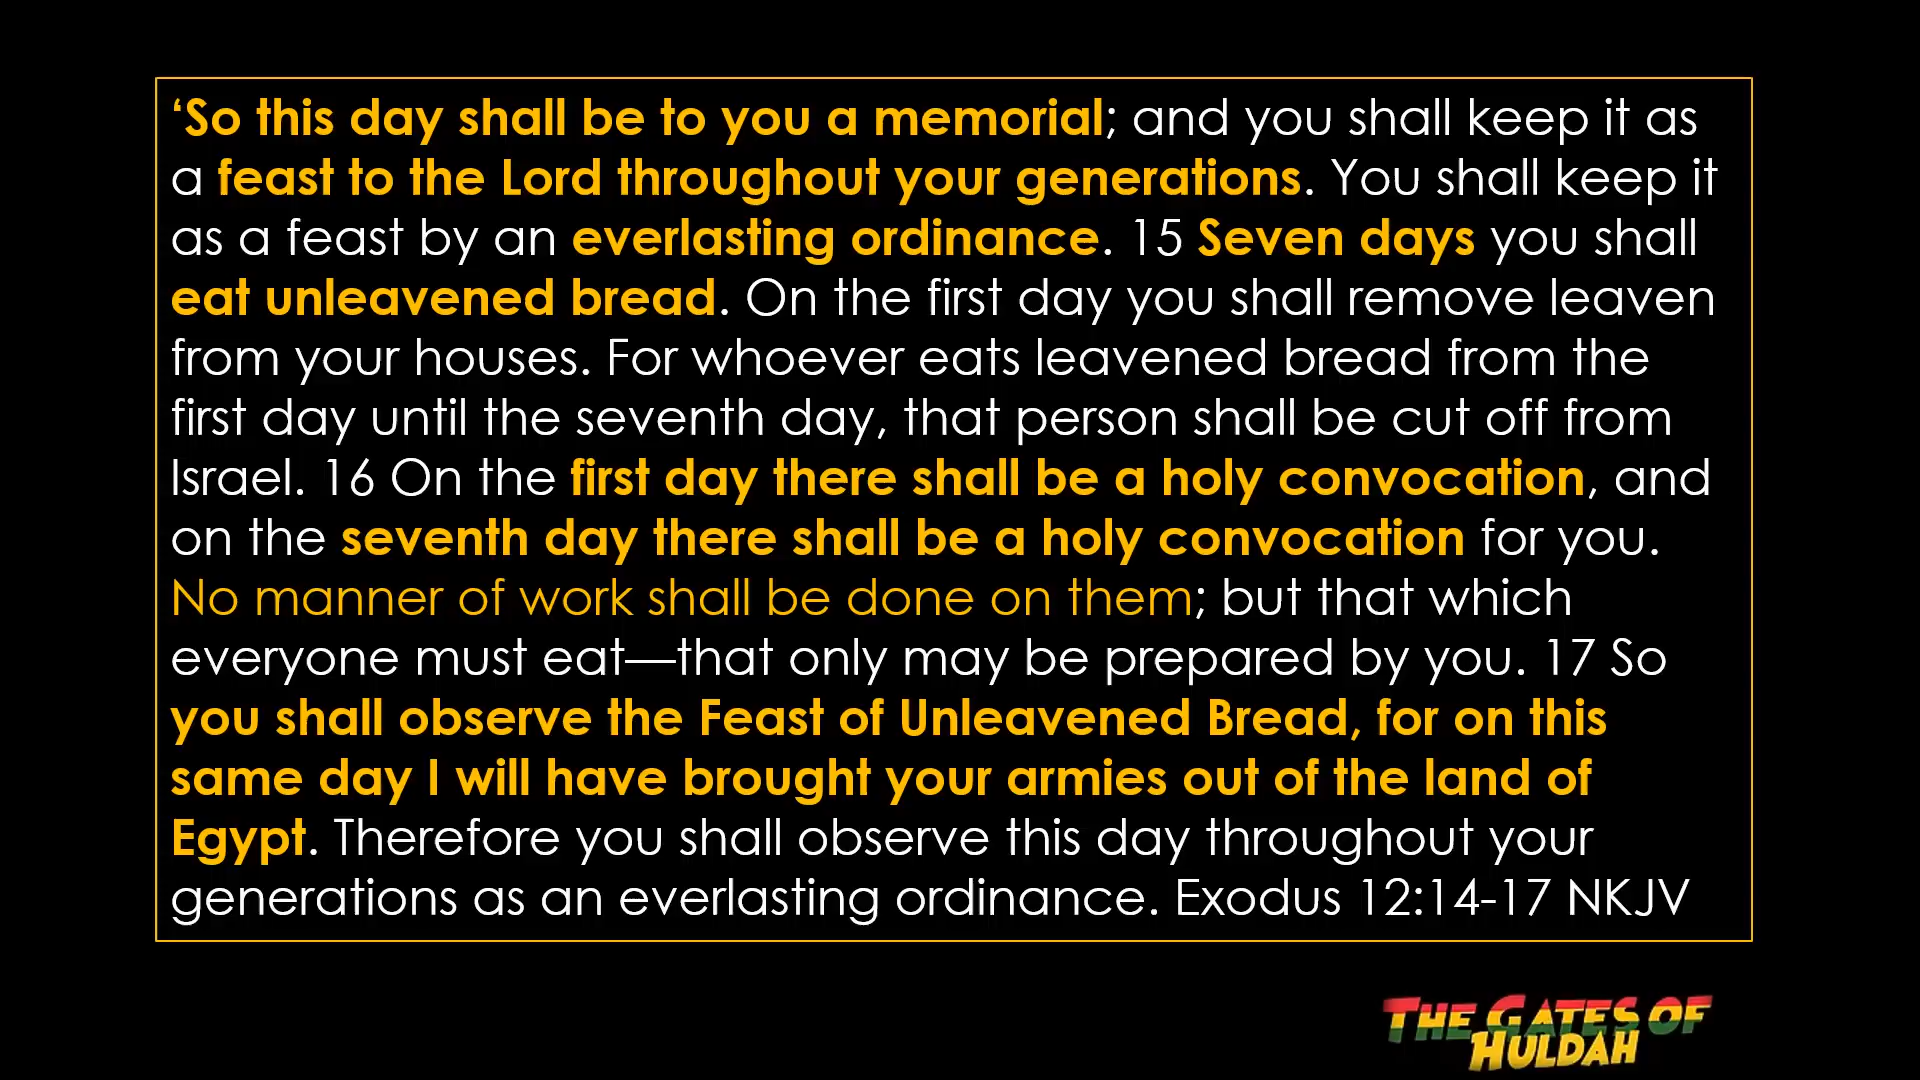 ‘So this day shall be to you a memorial; and you shall keep it as
a feast to the Lord throughout your generations. You shall keep it
as a feast by an everlasting ordinance. 15 Seven days you shall
eat unleavened bread. On the first day you shall remove leaven
from your houses. For whoever eats leavened bread from the
first day until the seventh day, that person shall be cut off from
Israel. 16 On the first day there shall be a holy convocation, and
on the seventh day there shall be a holy convocation for you.
No manner of work shall be done on them; but that which
everyone must eat—that only may be prepared by you. 17 So
you shall observe the Feast of Unleavened Bread, for on this
same day I will have brought your armies out of the land of
Egypt. Therefore you shall observe this day throughout your
generations as an everlasting ordinance. Exodus 12:14-17 NKJV
THE GATES OF
HULDAH